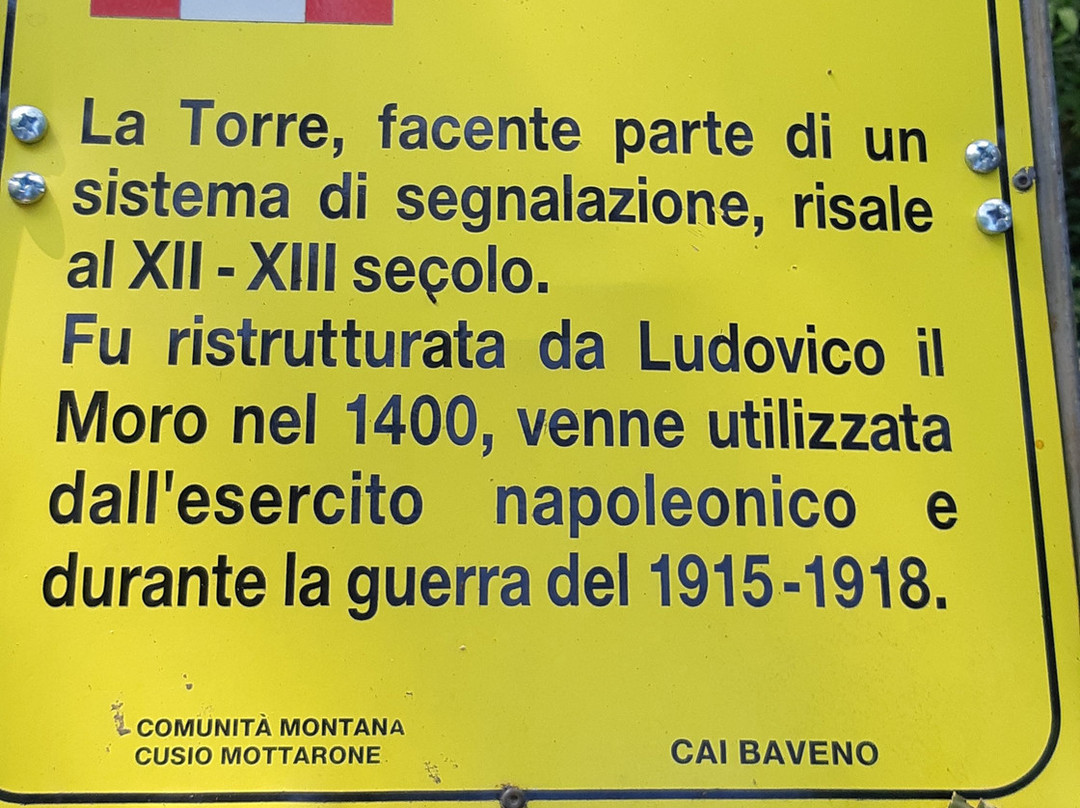 La Torre, facente parte di un
sistema di segnalazione, risale
al XII - XIII secolo.
Fu ristrutturata da Ludovico il
Moro nel 1400, venne utilizzata
dall'esercito napoleonico e
durante la guerra del 1915-1918.
COMUNITÀ MONTANA
CUSIO MOTTARONE
CAI BAVENO